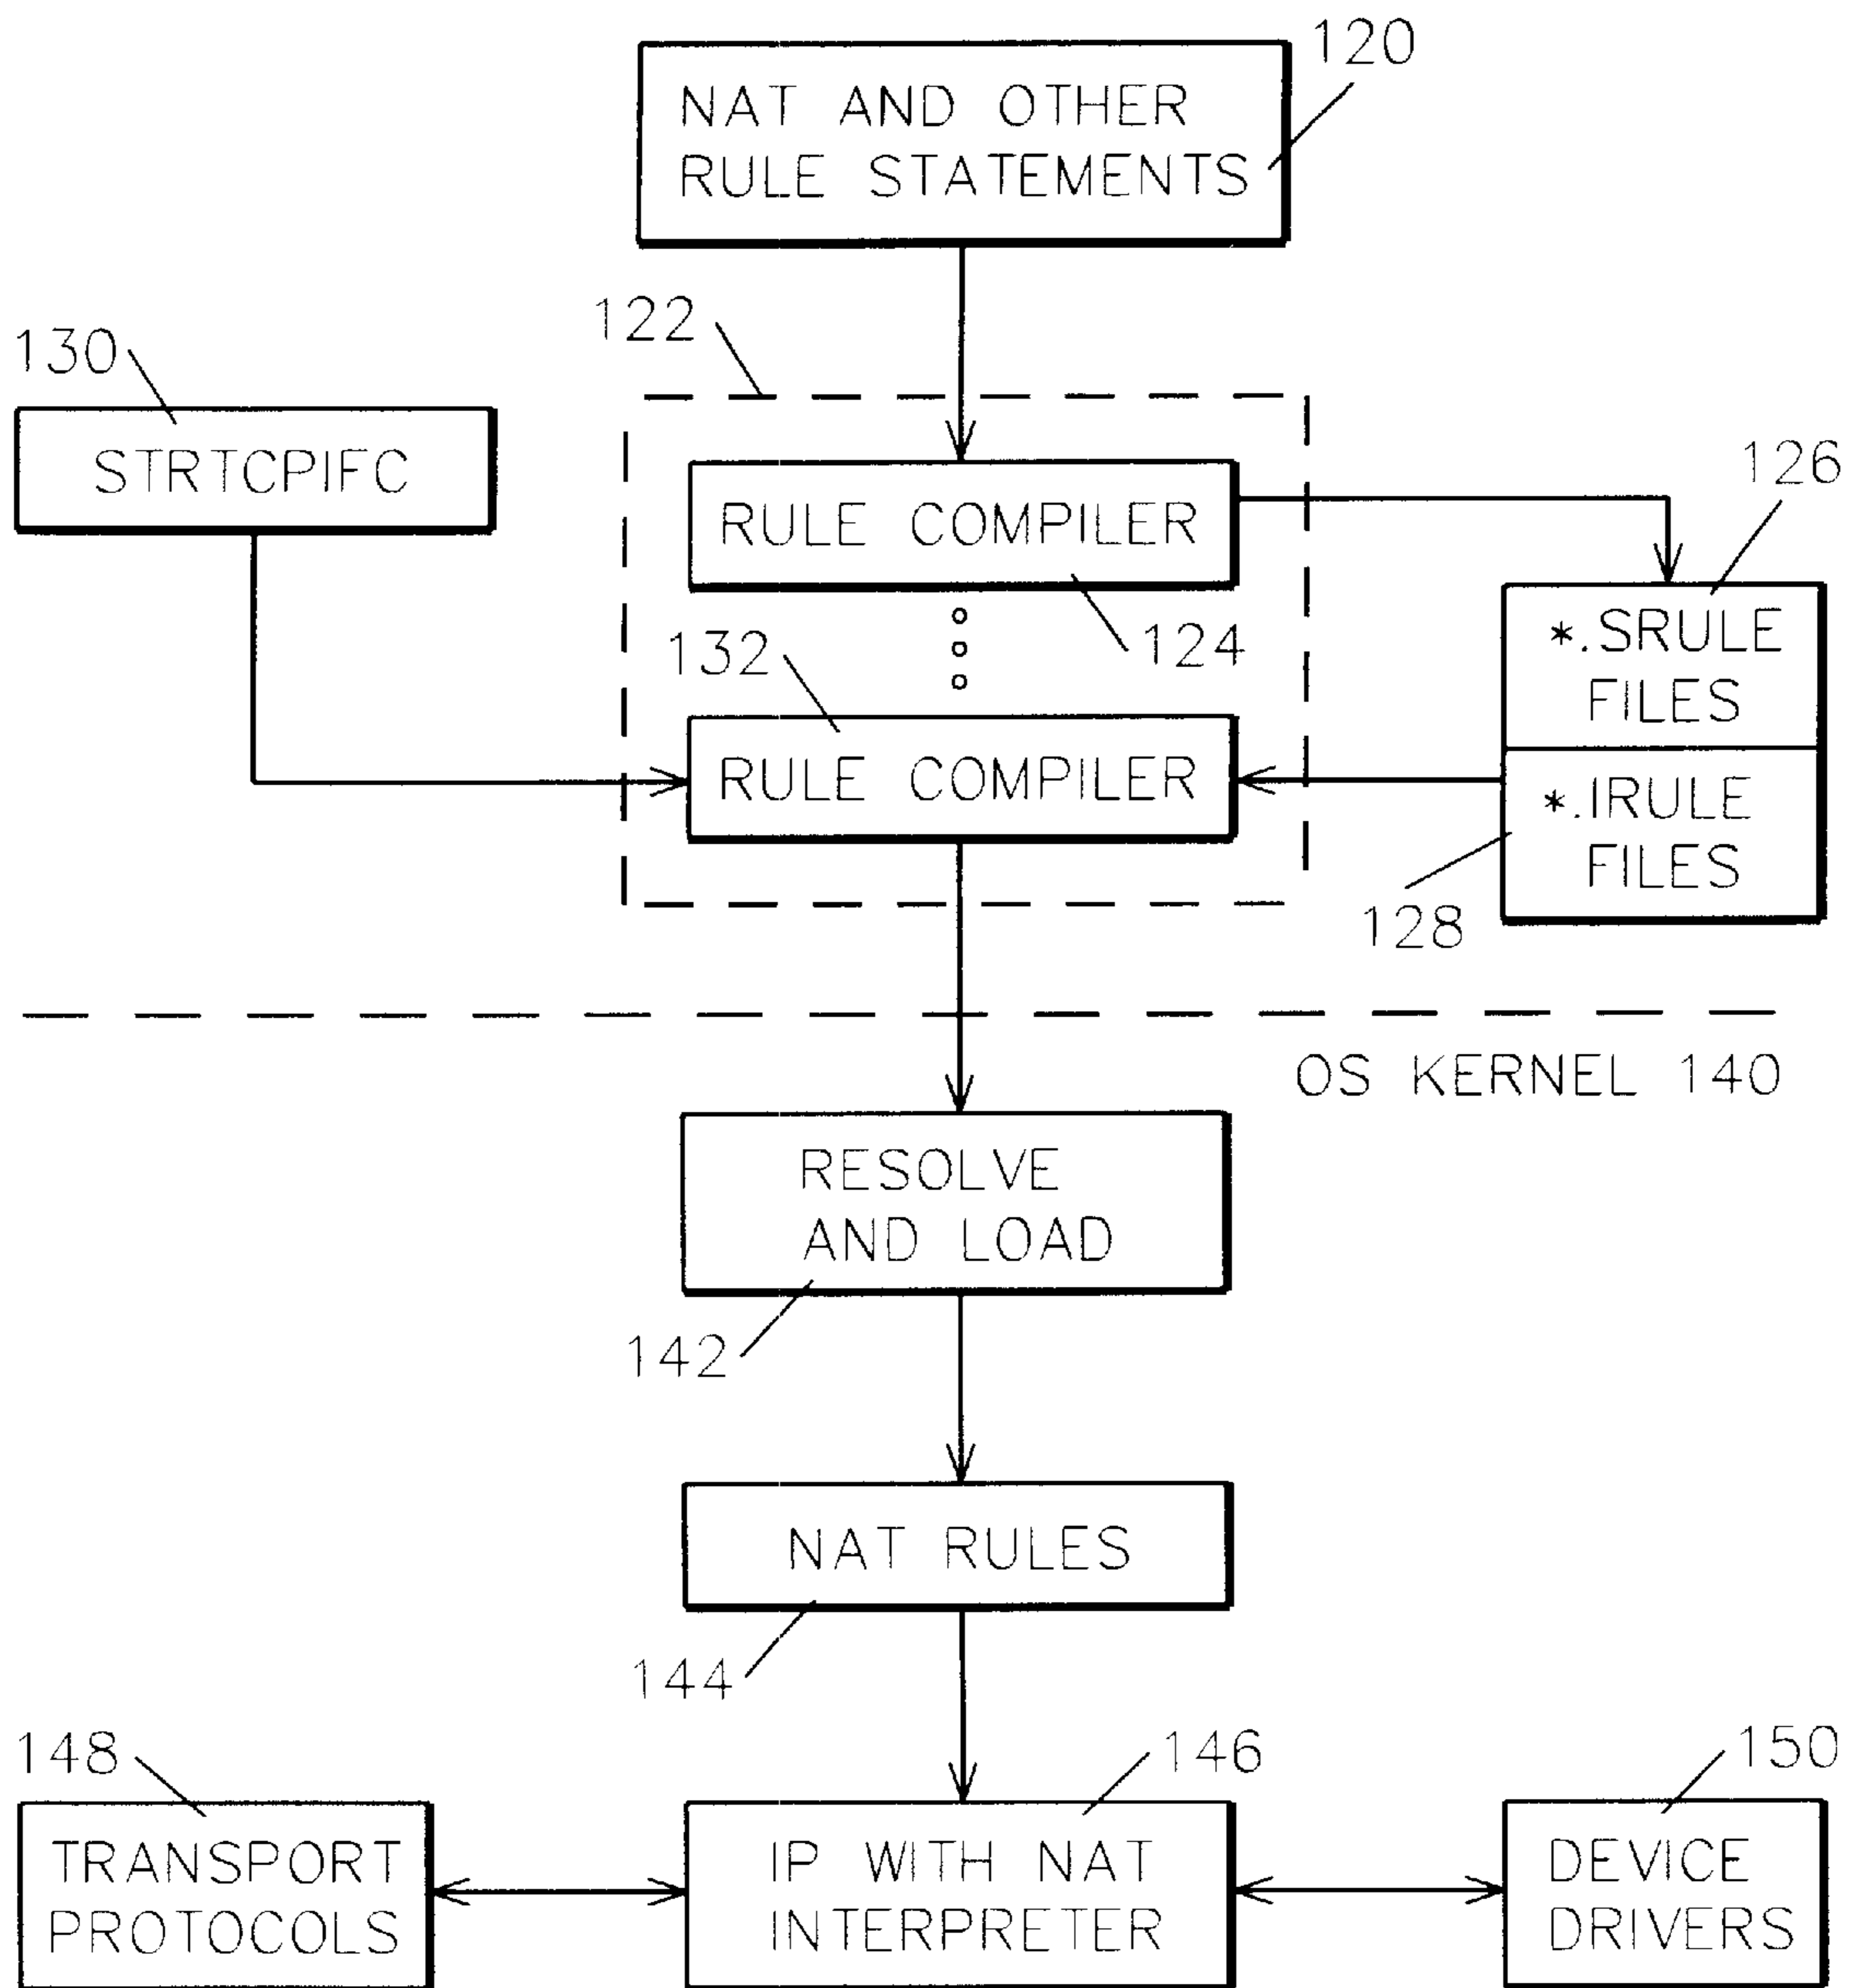 120
NAT AND OTHER
RULE STATEMENTS
122
130
STRTCPIFC
126
RULE COMPILER
124
*.SRULE
FILES
132
RULE COMPILER
*.IRULE
FILES
128
OS KERNEL 140
RESOLVE
AND LOAD
142
NAT RULES
144
148
146
150
TRANSPORT
PROTOCOLS
IP WITH NAT
INTERPRETER
DEVICE
DRIVERS